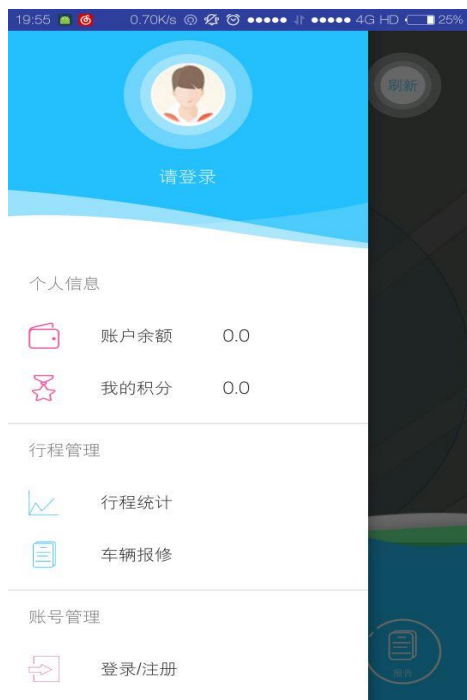 19:55 0.70K/s 4G HD 25%
刷新
请登录
个人信息
账户余额 0.0
我的积分 0.0
行程管理
行程统计
车辆报修
账号管理
登录/注册
报告